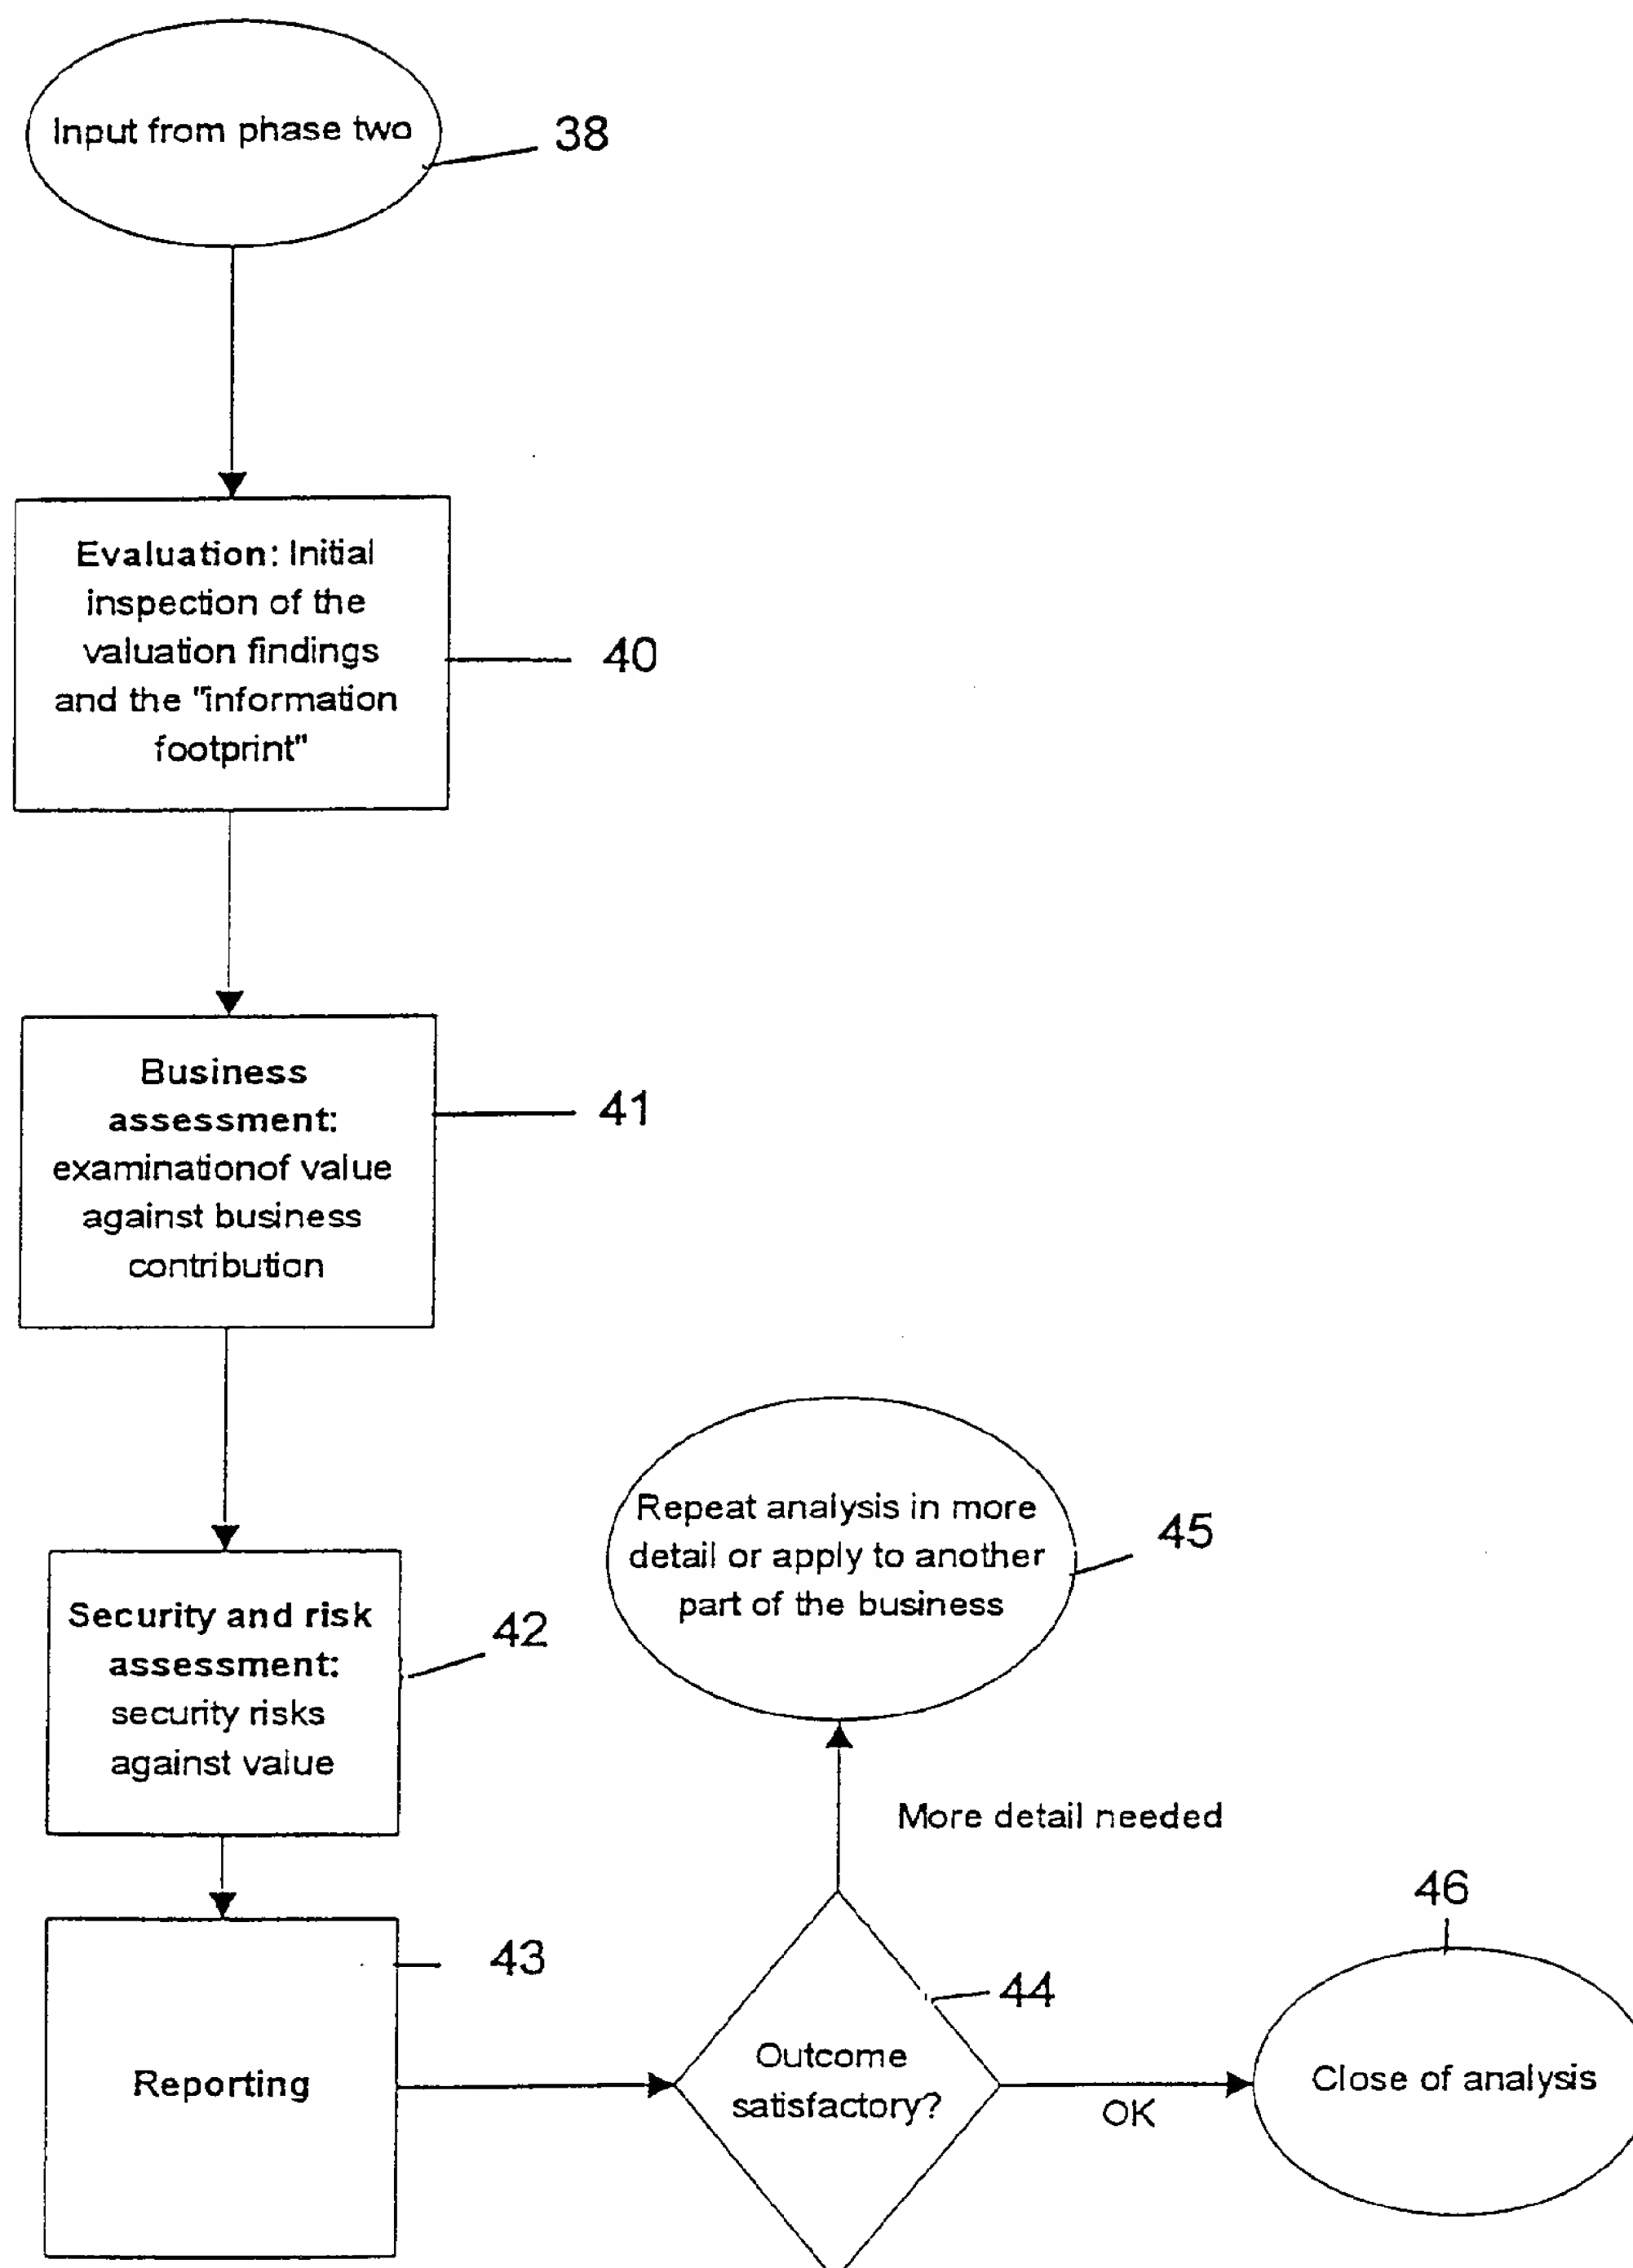 Input from phase two
38
Evaluation: Initial
inspection of the
valuation findings
and the "information
footprint"
40
Business
assessment:
examinationof value
against business
contribution
41
Security and risk
assessment:
security risks
against value
42
Repeat analysis in more
detail or apply to another
part of the business
45
More detail needed
Reporting
43
Outcome
satisfactory?
44
OK
46
Close of analysis